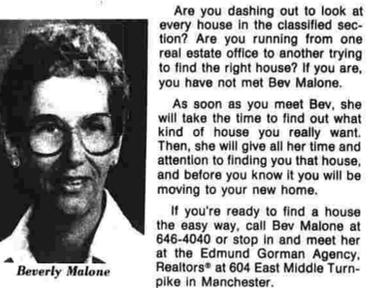 Are you dashing out to look at
every house in the classified sec-
tion? Are you running from one
real estate office to another trying
to find the right house? If you are,
you have not met Bev Malone.
As soon as you meet Bev, she
will take the time to find out what
kind of house you really want.
Then, she will give all her time and
attention to finding you that house,
and before you know it you will be
moving to your new home.
If you're ready to find a house
the easy way, call Bev Malone at
646-4040 or stop in and meet her
at the Edmund Gorman Agency,
Realtors® at 604 East Middle Turn-
pike in Manchester.
Beverly Malone